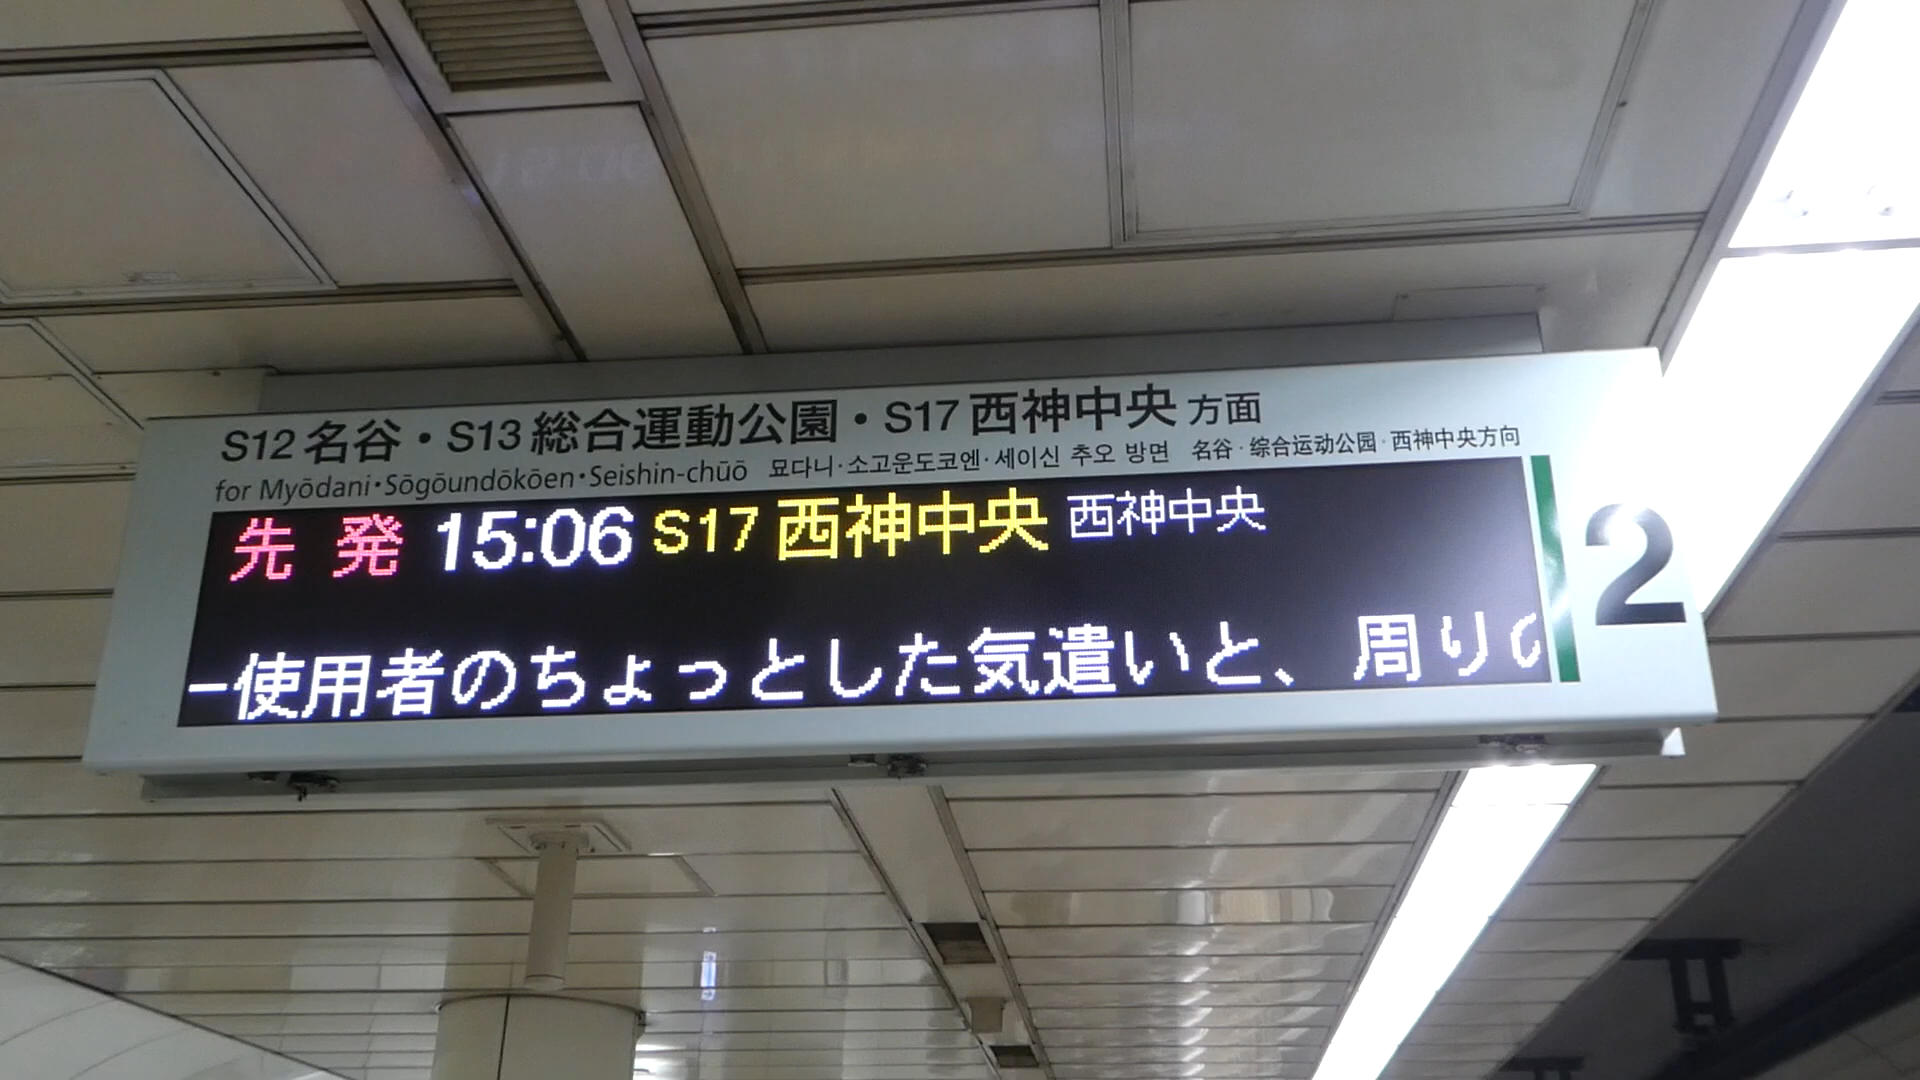 S12 名谷・S13 総合運動公園・S17 西神中央 方面
for Myōdani・Sōgōundōkōen・Seishin-chūō 묘다니·소고운도코엔·세이신 추오 방면 名谷·综合运动公园·西神中央方向
先 発 15:06 S17 西神中央 西神中央
ー使用者のちょっとした気遣いと、周りの
2